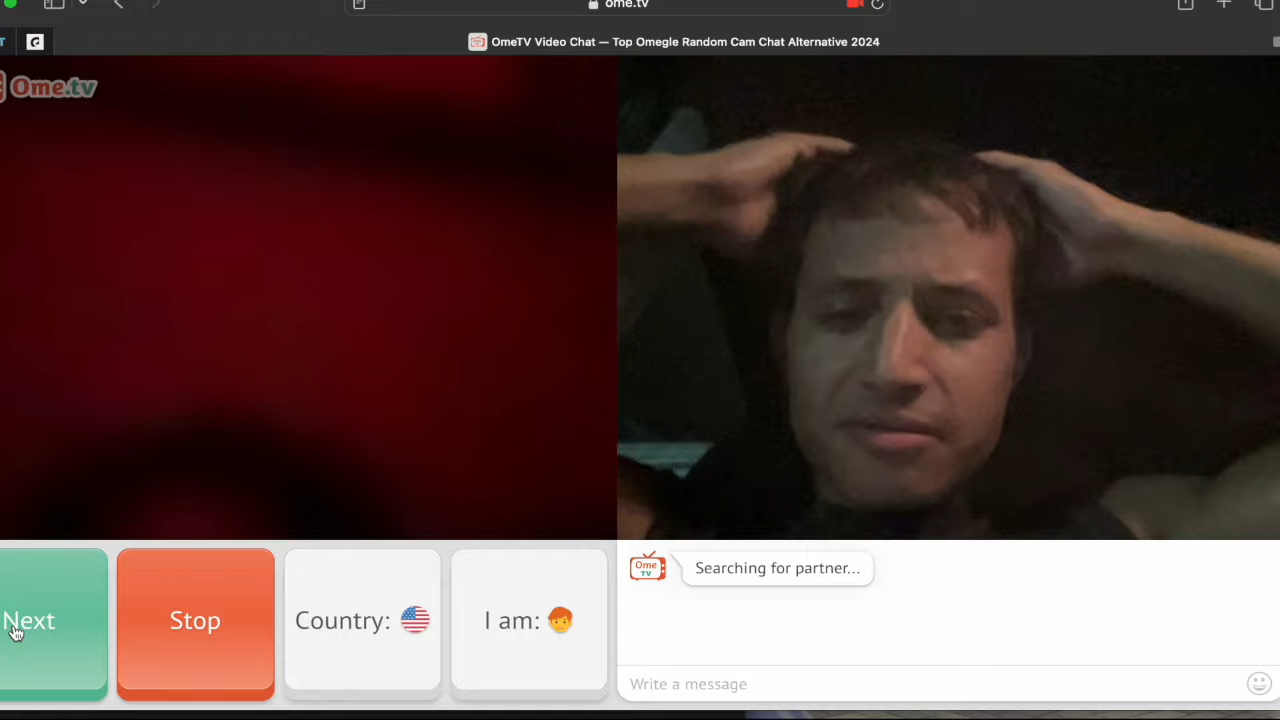 ome.tv
OmeTV Video Chat — Top Omegle Random Cam Chat Alternative 2024
Ome.tv
Next
Stop
Country:
I am:
Ome
TV
Searching for partner...
Write a message